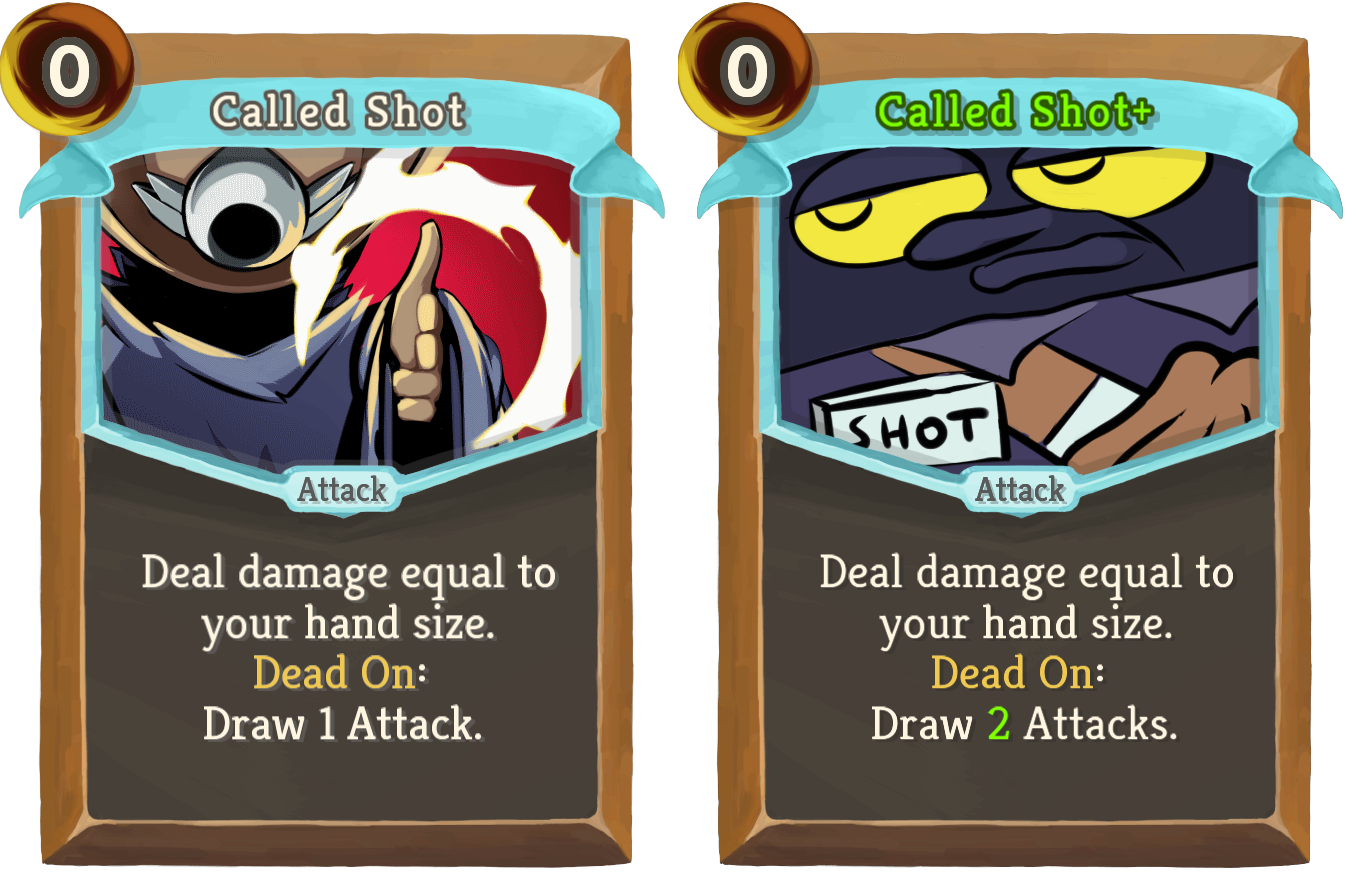 0
Called Shot
Attack
Deal damage equal to
your hand size.
Dead On:
Draw 1 Attack.
0
Called Shot+
SHOT
Attack
Deal damage equal to
your hand size.
Dead On:
Draw 2 Attacks.